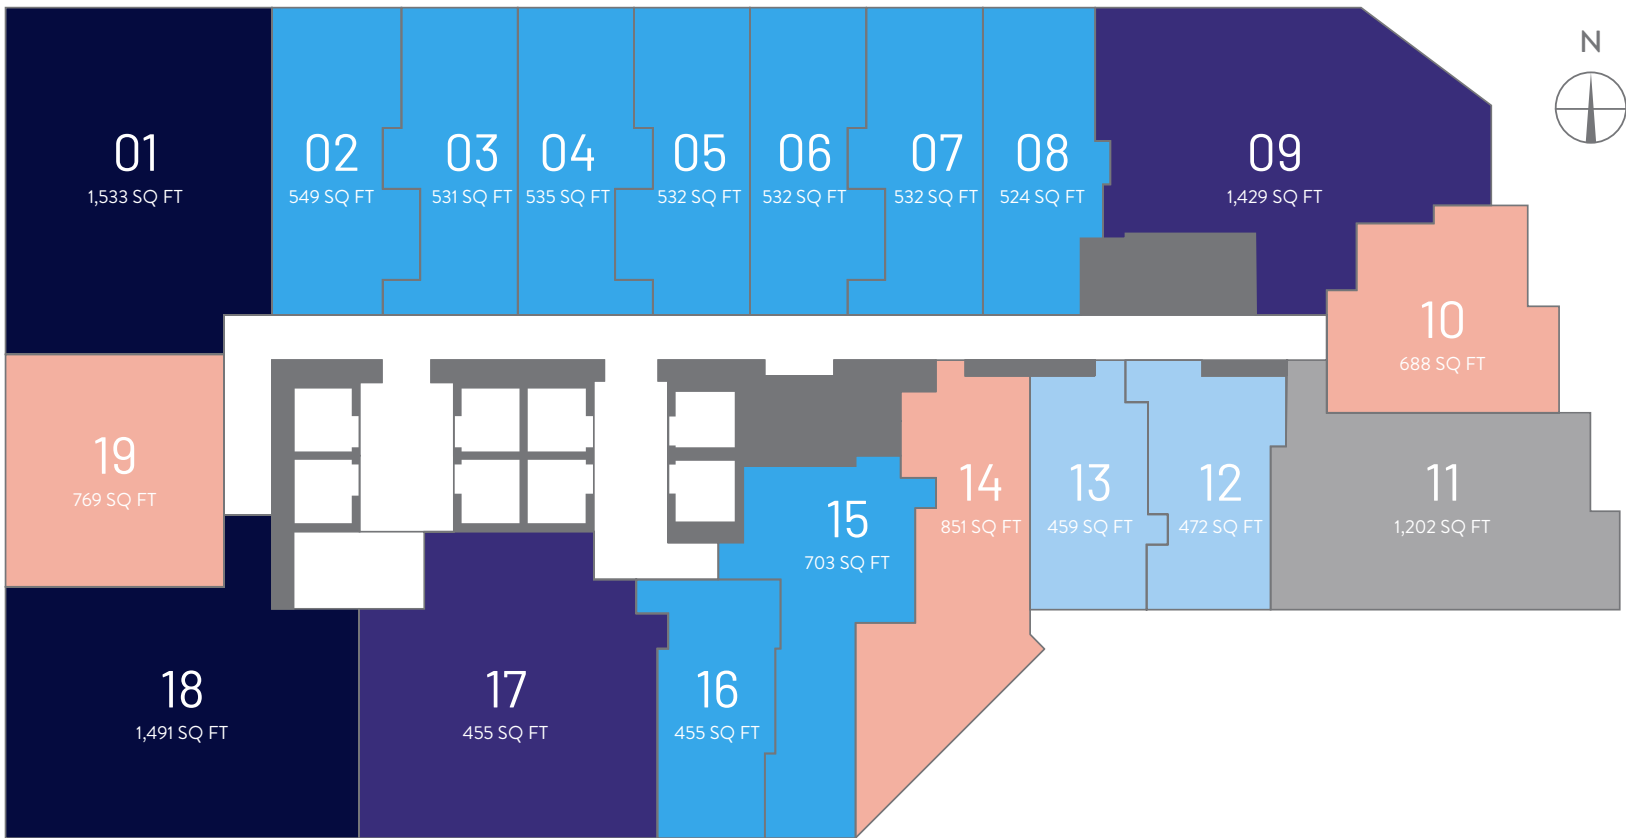 N
01
1,533 SQ FT
02
549 SQ FT
03
531 SQ FT
04
535 SQ FT
05
532 SQ FT
06
532 SQ FT
07
532 SQ FT
08
524 SQ FT
09
1,429 SQ FT
10
688 SQ FT
19
769 SQ FT
14
851 SQ FT
13
459 SQ FT
12
472 SQ FT
11
1,202 SQ FT
15
703 SQ FT
18
1,491 SQ FT
17
455 SQ FT
16
455 SQ FT